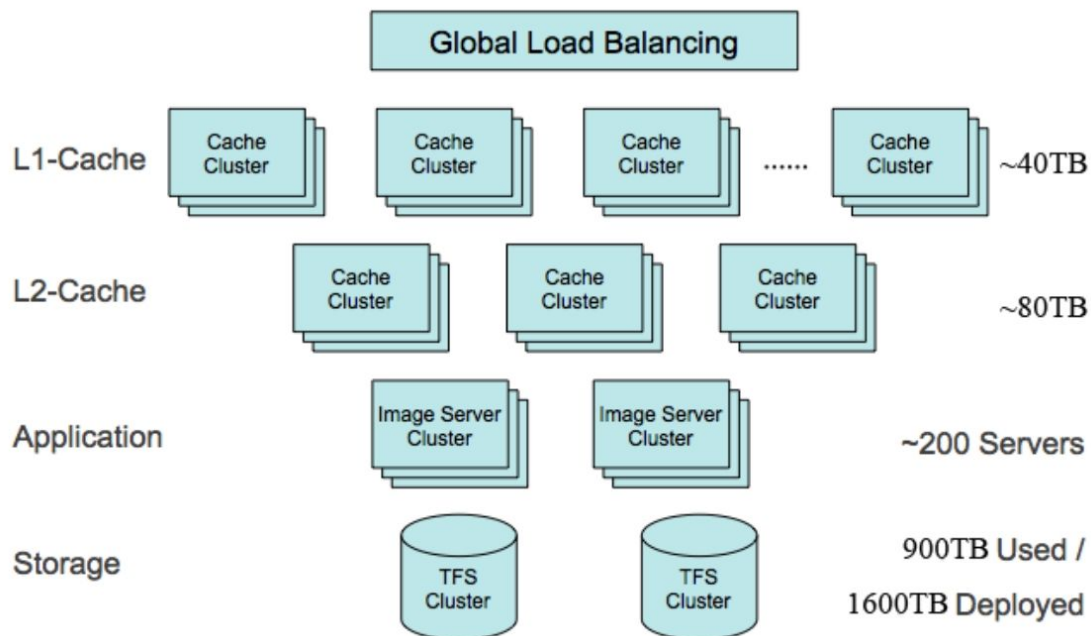 Global Load Balancing
L1-Cache
Cache
Cluster
Cache
Cluster
Cache
Cluster
......
Cache
Cluster
~40TB
L2-Cache
Cache
Cluster
Cache
Cluster
Cache
Cluster
~80TB
Application
Image Server
Cluster
Image Server
Cluster
~200 Servers
Storage
TFS
Cluster
TFS
Cluster
900TB Used /
1600TB Deployed